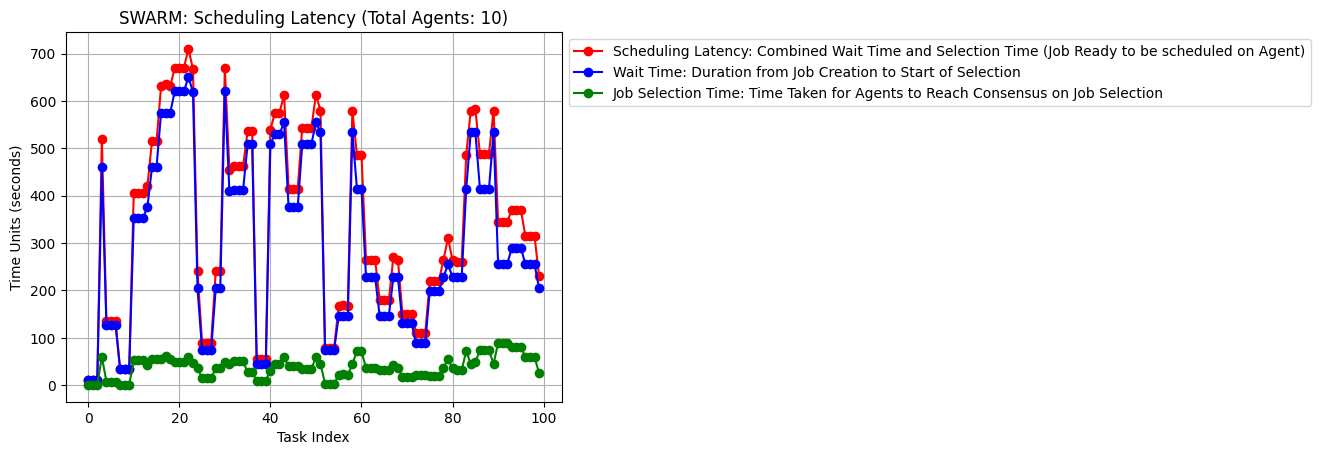 SWARM: Scheduling Latency (Total Agents: 10)
Scheduling Latency: Combined Wait Time and Selection Time (Job Ready to be scheduled on Agent)
Wait Time: Duration from Job Creation to Start of Selection
Job Selection Time: Time Taken for Agents to Reach Consensus on Job Selection
Time Units (seconds)
700
600
500
400
300
200
100
0
0 20 40 60 80 100
Task Index